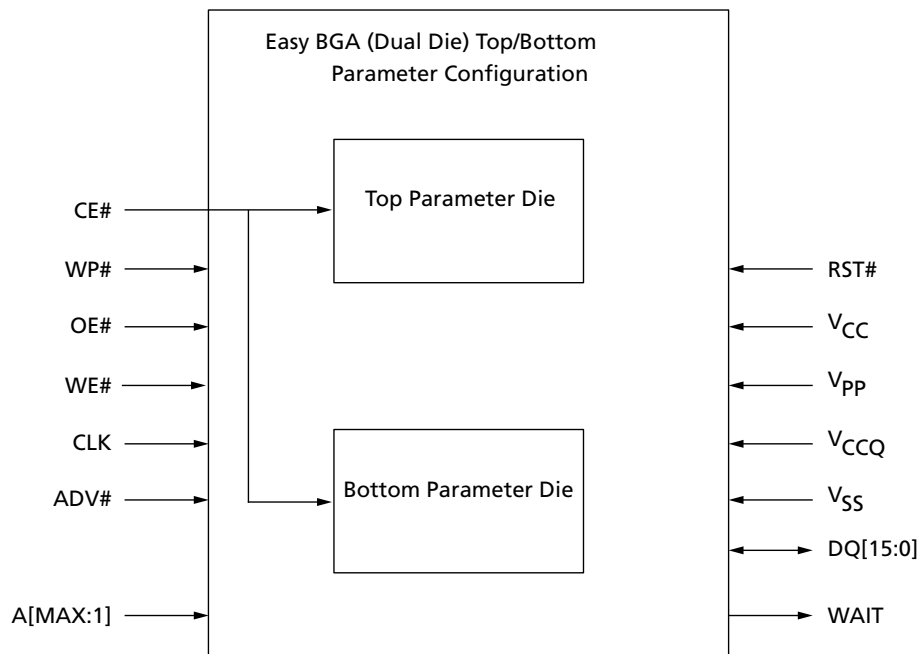 Easy BGA (Dual Die) Top/Bottom
Parameter Configuration
Top Parameter Die
CE#
WP#
RST#
OE#
VCC
WE#
VPP
CLK
VCCQ
Bottom Parameter Die
ADV#
VSS
DQ[15:0]
A[MAX:1]
WAIT